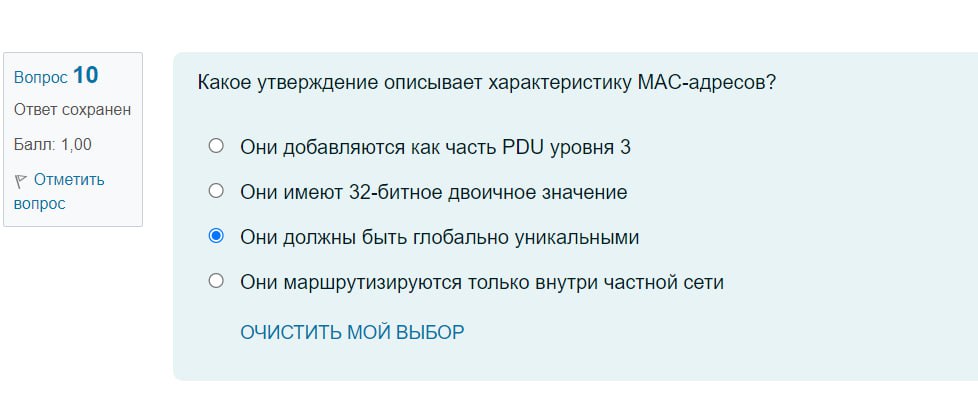 Вопрос 10
Ответ сохранен
Балл: 1,00
Отметить
вопрос
Какое утверждение описывает характеристику MAC-адресов?
Они добавляются как часть PDU уровня 3
Они имеют 32-битное двоичное значение
Они должны быть глобально уникальными
Они маршрутизируются только внутри частной сети
ОЧИСТИТЬ МОЙ ВЫБОР